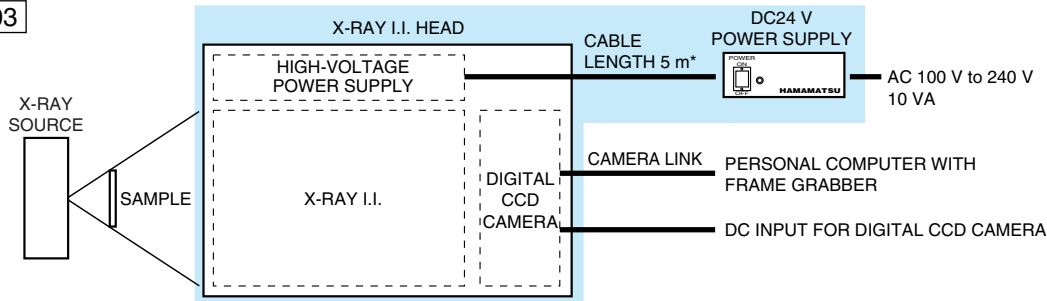 03
X-RAY I.I. HEAD
DC24 V
POWER SUPPLY
CABLE
LENGTH 5 m*
HIGH-VOLTAGE
POWER SUPPLY
POWER
ON
OFF
HAMAMATSU
AC 100 V to 240 V
10 VA
X-RAY
SOURCE
SAMPLE
X-RAY I.I.
DIGITAL
CCD
CAMERA
CAMERA LINK
PERSONAL COMPUTER WITH
FRAME GRABBER
DC INPUT FOR DIGITAL CCD CAMERA